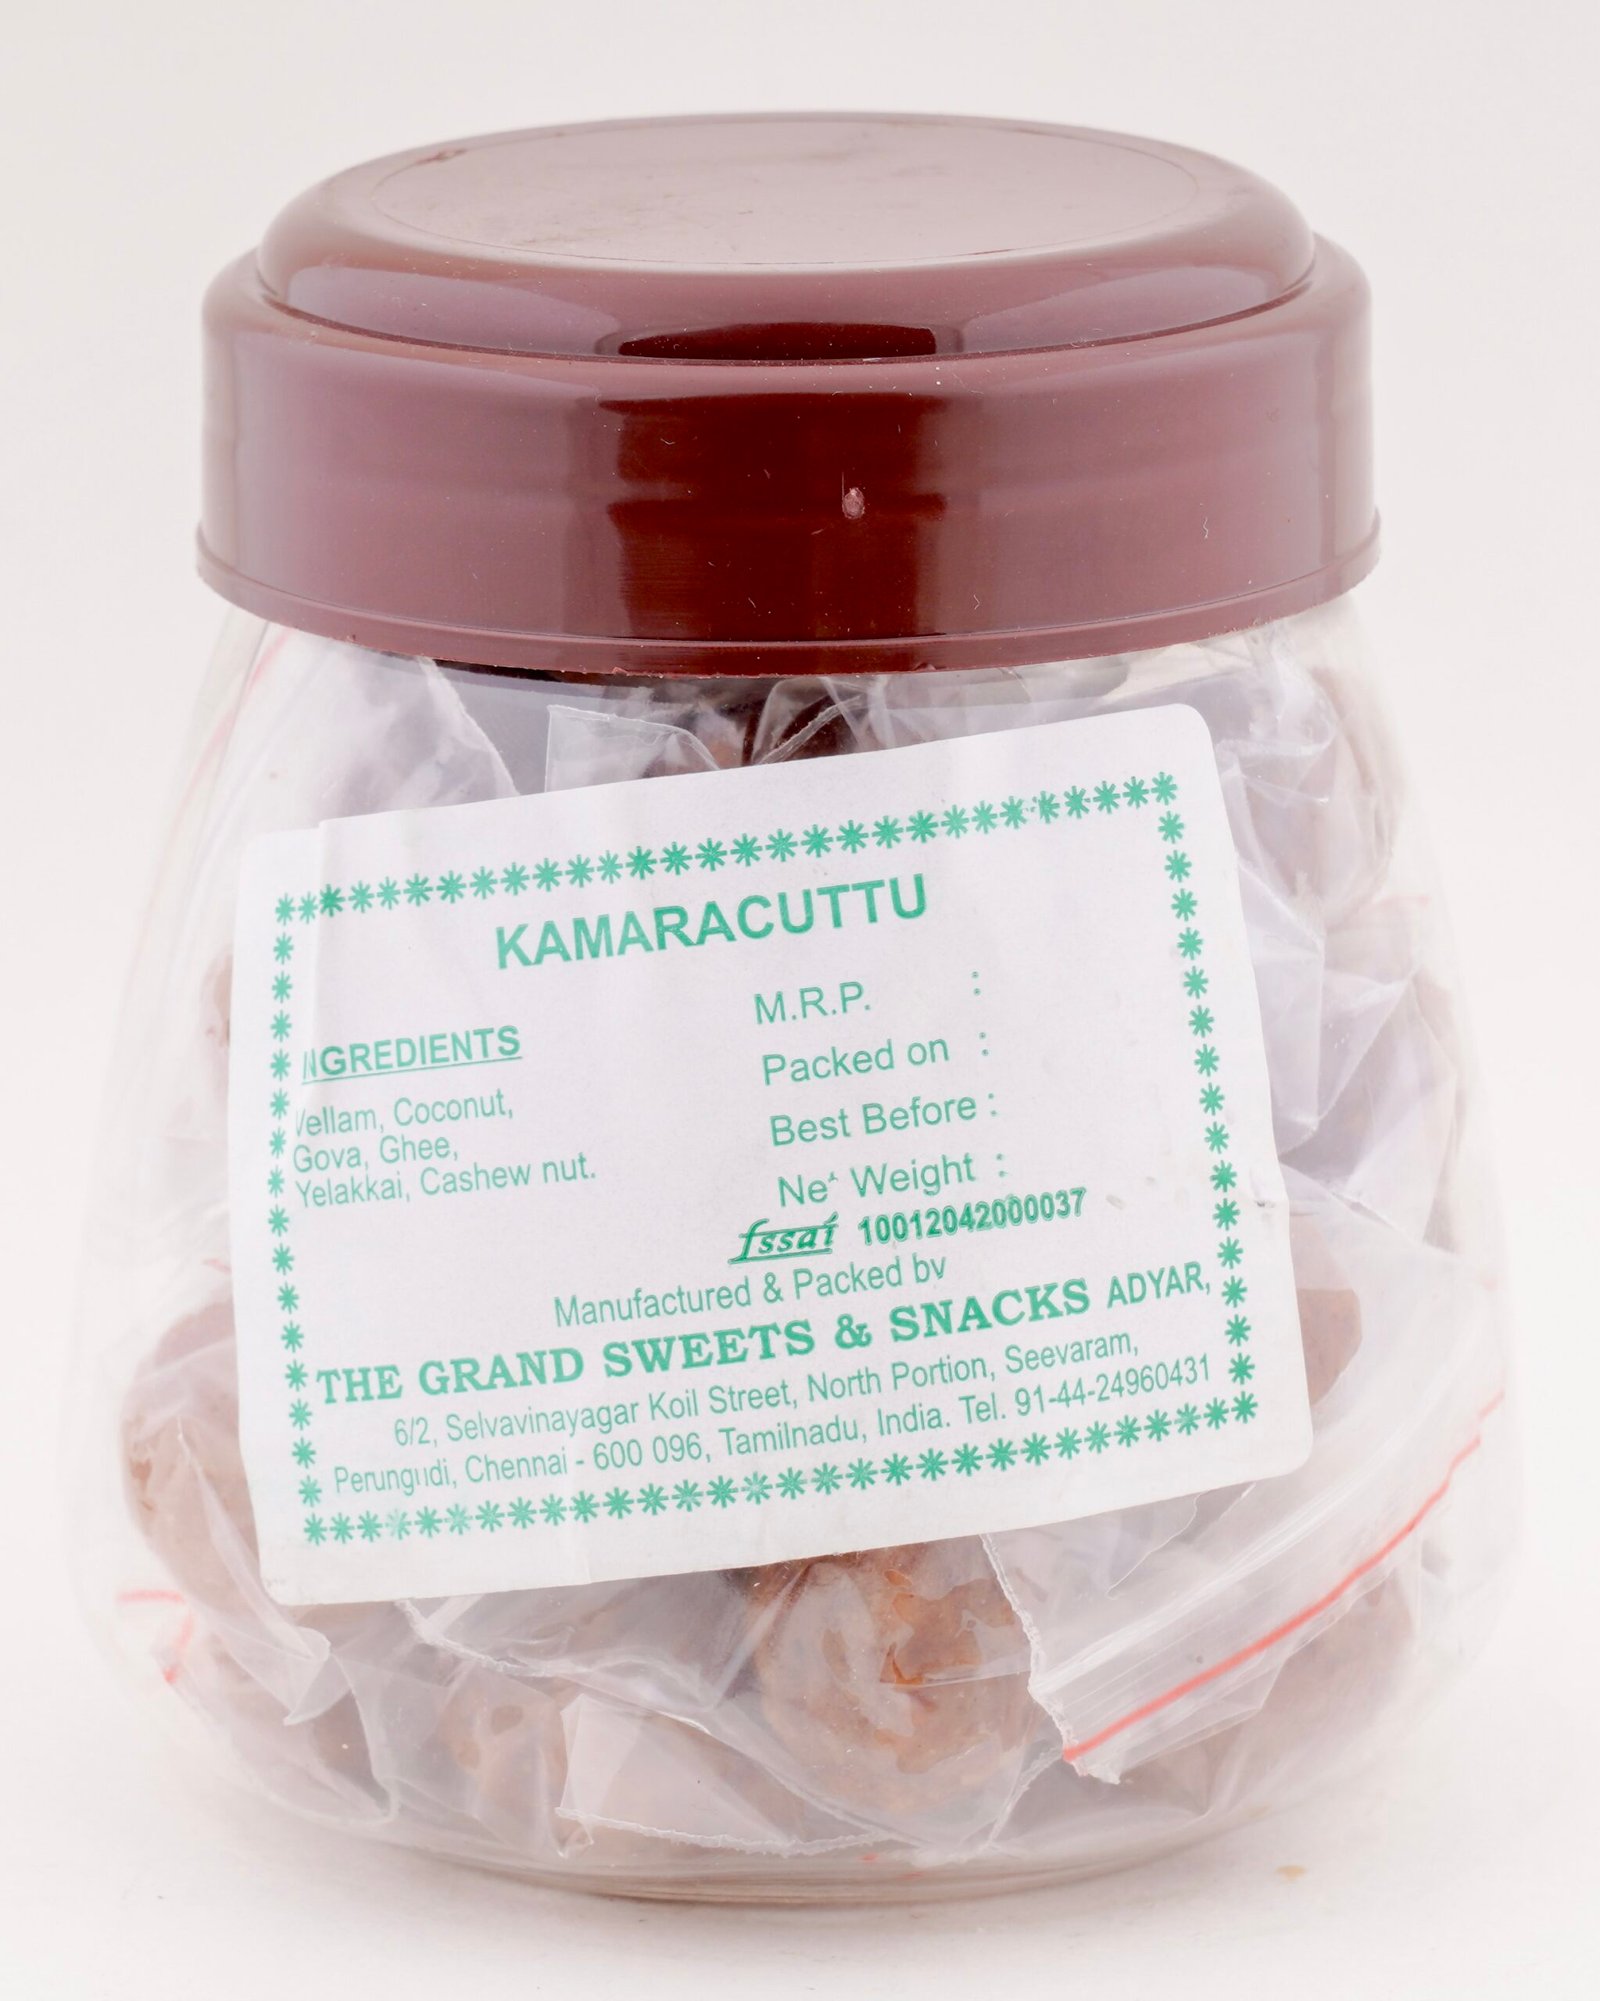 KAMARACUTTU
INGREDIENTS
Vellam, Coconut,
Gova, Ghee,
Yelakkai, Cashew nut.
M.R.P. :
Packed on :
Best Before :
Net Weight :
fssai 10012042000037
Manufactured & Packed by
THE GRAND SWEETS & SNACKS ADYAR,
6/2, Selvavinayagar Koil Street, North Portion, Seevaram,
Perungudi, Chennai - 600 096, Tamilnadu, India. Tel. 91-44-24960431